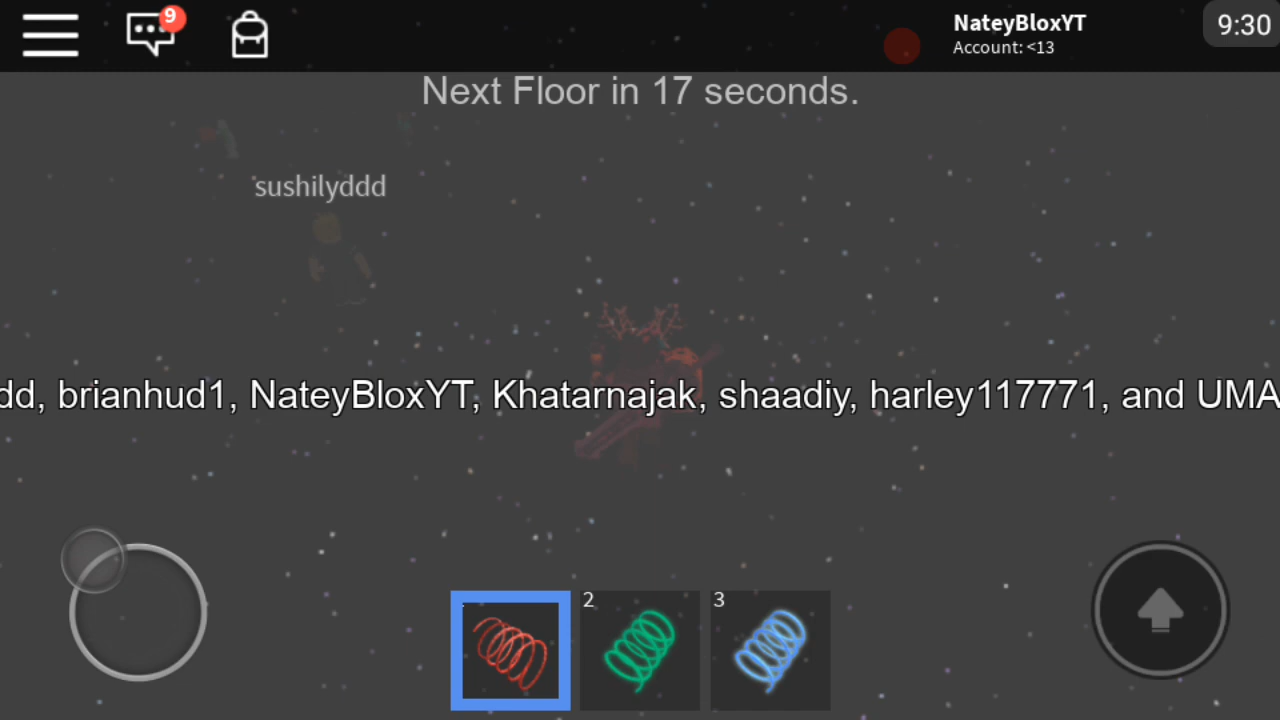 9
NateyBloxYT
Account: <13
9:30
Next Floor in 17 seconds.
sushilyddd
dd, brianhud1, NateyBloxYT, Khatarnajak, shaadiy, harley117771, and UMA
2
3